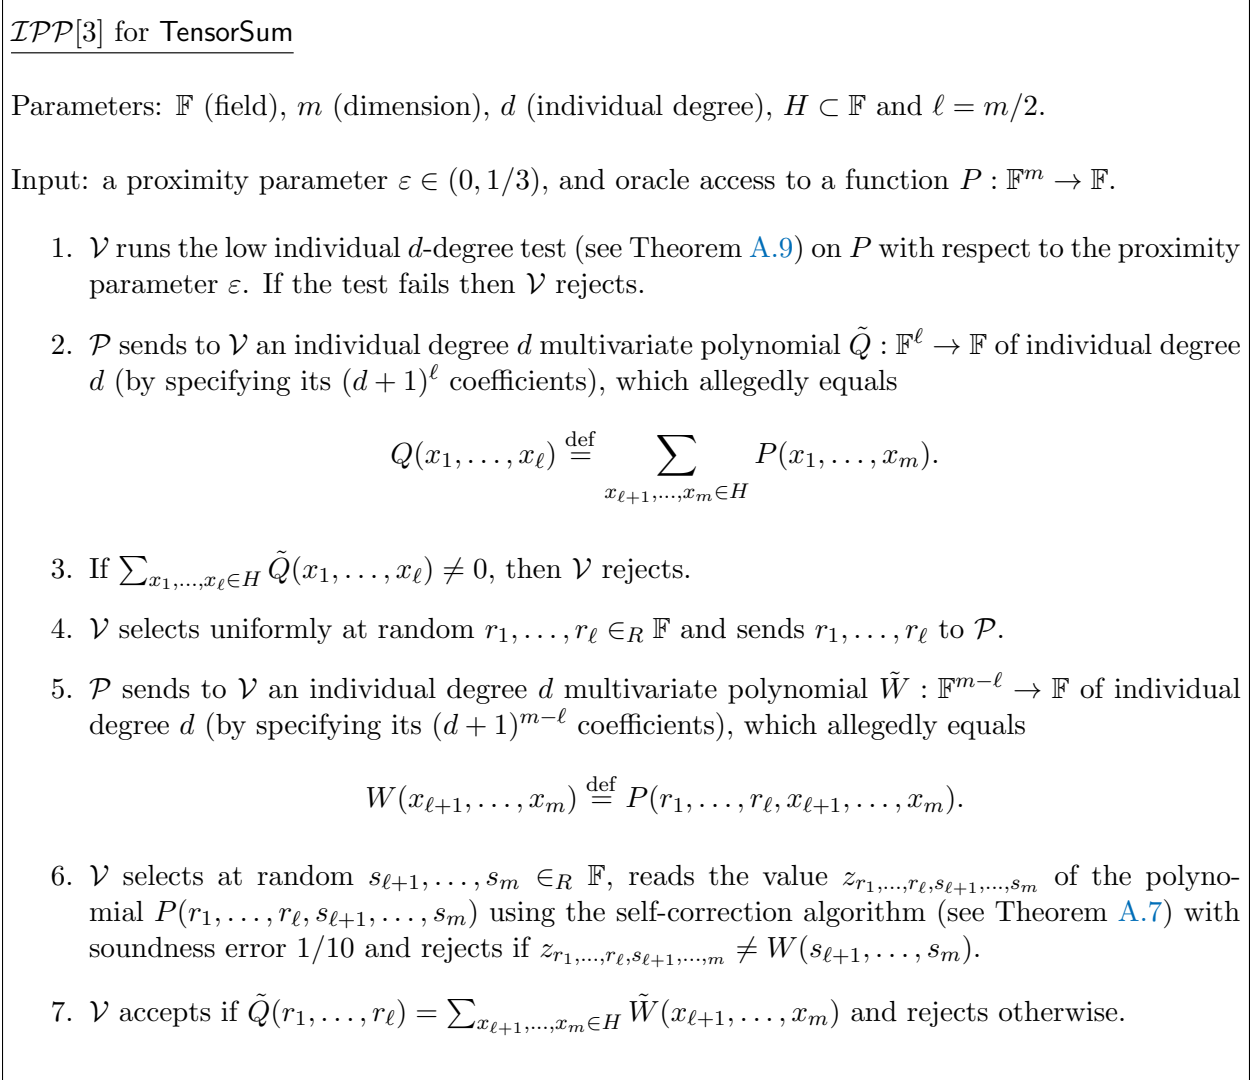 𝓘𝓟𝓟[3] for TensorSum
Parameters: 𝔽 (field), m (dimension), d (individual degree), H ⊂ 𝔽 and ℓ = m/2.
Input: a proximity parameter ε ∈ (0, 1/3), and oracle access to a function P : 𝔽^m → 𝔽.
1. 𝒱 runs the low individual d-degree test (see Theorem A.9) on P with respect to the proximity
parameter ε. If the test fails then 𝒱 rejects.
2. 𝒫 sends to 𝒱 an individual degree d multivariate polynomial Q̃ : 𝔽^ℓ → 𝔽 of individual degree
d (by specifying its (d + 1)^ℓ coefficients), which allegedly equals
Q(x_1, . . . , x_ℓ) def= ∑_{x_{ℓ+1},...,x_m∈H} P(x_1, . . . , x_m).
3. If ∑_{x_1,...,x_ℓ∈H} Q̃(x_1, . . . , x_ℓ) ≠ 0, then 𝒱 rejects.
4. 𝒱 selects uniformly at random r_1, . . . , r_ℓ ∈_R 𝔽 and sends r_1, . . . , r_ℓ to 𝒫.
5. 𝒫 sends to 𝒱 an individual degree d multivariate polynomial W̃ : 𝔽^{m−ℓ} → 𝔽 of individual
degree d (by specifying its (d + 1)^{m−ℓ} coefficients), which allegedly equals
W(x_{ℓ+1}, . . . , x_m) def= P(r_1, . . . , r_ℓ, x_{ℓ+1}, . . . , x_m).
6. 𝒱 selects at random s_{ℓ+1}, . . . , s_m ∈_R 𝔽, reads the value z_{r_1,...,r_ℓ,s_{ℓ+1},...,s_m} of the polyno-
mial P(r_1, . . . , r_ℓ, s_{ℓ+1}, . . . , s_m) using the self-correction algorithm (see Theorem A.7) with
soundness error 1/10 and rejects if z_{r_1,...,r_ℓ,s_{ℓ+1},...,m} ≠ W(s_{ℓ+1}, . . . , s_m).
7. 𝒱 accepts if Q̃(r_1, . . . , r_ℓ) = ∑_{x_{ℓ+1},...,x_m∈H} W̃(x_{ℓ+1}, . . . , x_m) and rejects otherwise.